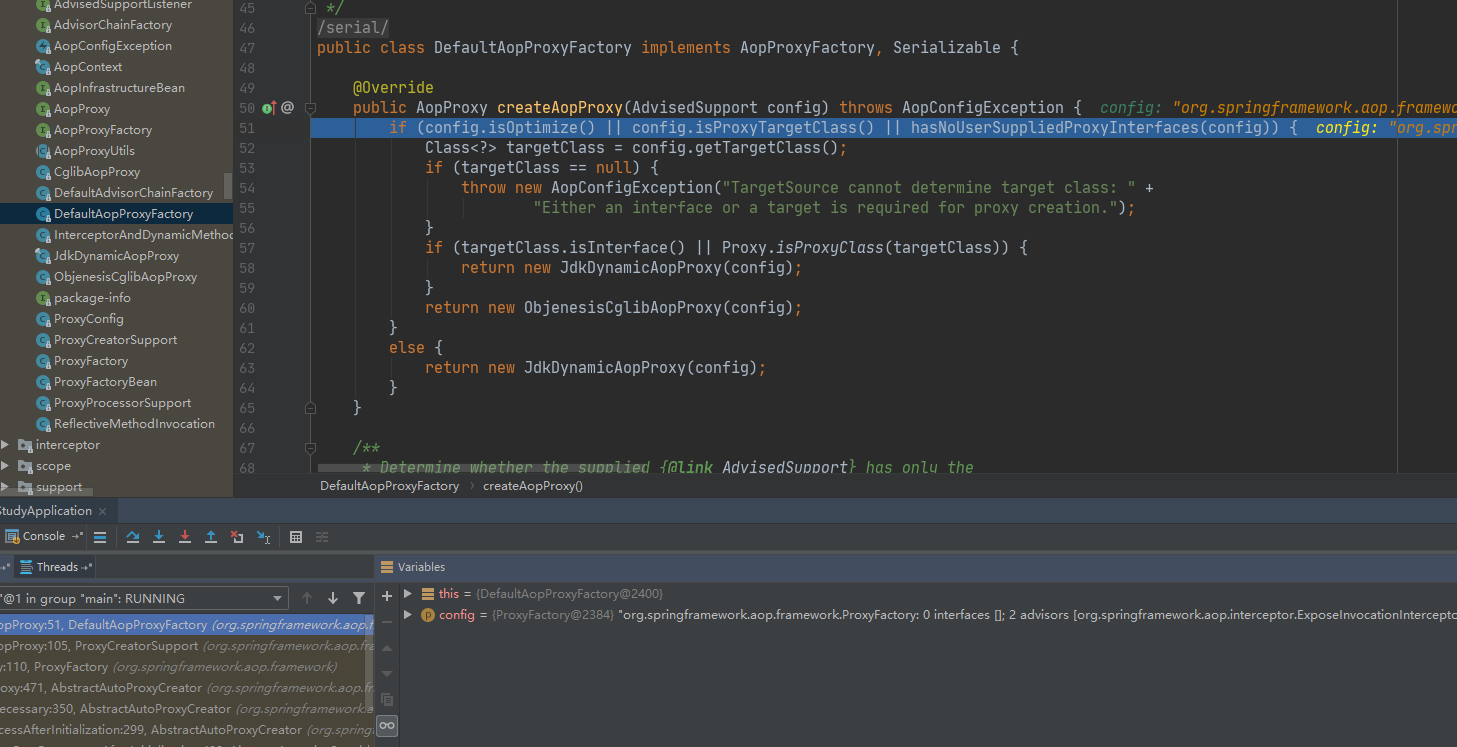 AdvisedSupportListener
AdvisorChainFactory
AopConfigException
AopContext
AopInfrastructureBean
AopProxy
AopProxyFactory
AopProxyUtils
CglibAopProxy
DefaultAdvisorChainFactory
DefaultAopProxyFactory
InterceptorAndDynamicMethod
JdkDynamicAopProxy
ObjenesisCglibAopProxy
package-info
ProxyConfig
ProxyCreatorSupport
ProxyFactory
ProxyFactoryBean
ProxyProcessorSupport
ReflectiveMethodInvocation
interceptor
scope
support
45 */
46 /serial/
47 public class DefaultAopProxyFactory implements AopProxyFactory, Serializable {
48
49 @Override
50 @ public AopProxy createAopProxy(AdvisedSupport config) throws AopConfigException { config: "org.springframework.aop.framewo
51 if (config.isOptimize() || config.isProxyTargetClass() || hasNoUserSuppliedProxyInterfaces(config)) { config: "org.spr
52 Class<?> targetClass = config.getTargetClass();
53 if (targetClass == null) {
54 throw new AopConfigException("TargetSource cannot determine target class: " +
55 "Either an interface or a target is required for proxy creation.");
56 }
57 if (targetClass.isInterface() || Proxy.isProxyClass(targetClass)) {
58 return new JdkDynamicAopProxy(config);
59 }
60 return new ObjenesisCglibAopProxy(config);
61 }
62 else {
63 return new JdkDynamicAopProxy(config);
64 }
65 }
66
67 /**
68 * Determine whether the supplied {@link AdvisedSupport} has only the
DefaultAopProxyFactory › createAopProxy()
StudyApplication ×
Console
Threads
Variables
"@1 in group "main": RUNNING
opProxy:51, DefaultAopProxyFactory (org.springframework.aop.f
opProxy:105, ProxyCreatorSupport (org.springframework.aop.fra
y:110, ProxyFactory (org.springframework.aop.framework)
oxy:471, AbstractAutoProxyCreator (org.springframework.aop.fr
ecessary:350, AbstractAutoProxyCreator (org.springframework.a
cessAfterInitialization:299, AbstractAutoProxyCreator (org.spring
this = {DefaultAopProxyFactory@2400}
config = {ProxyFactory@2384} "org.springframework.aop.framework.ProxyFactory: 0 interfaces []; 2 advisors [org.springframework.aop.interceptor.ExposeInvocationIntercepto